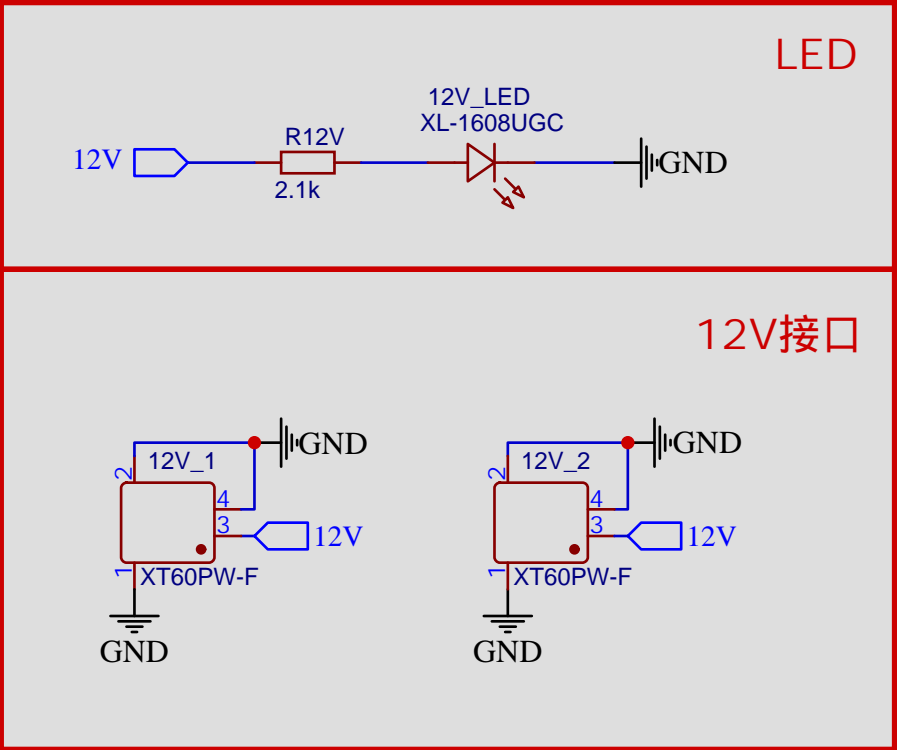 LED
12V_LED
XL-1608UGC
R12V
12V
GND
2.1k
12V接口
GND
GND
12V_1
12V_2
2
2
4
4
3
3
12V
12V
1
1
XT60PW-F
XT60PW-F
GND
GND